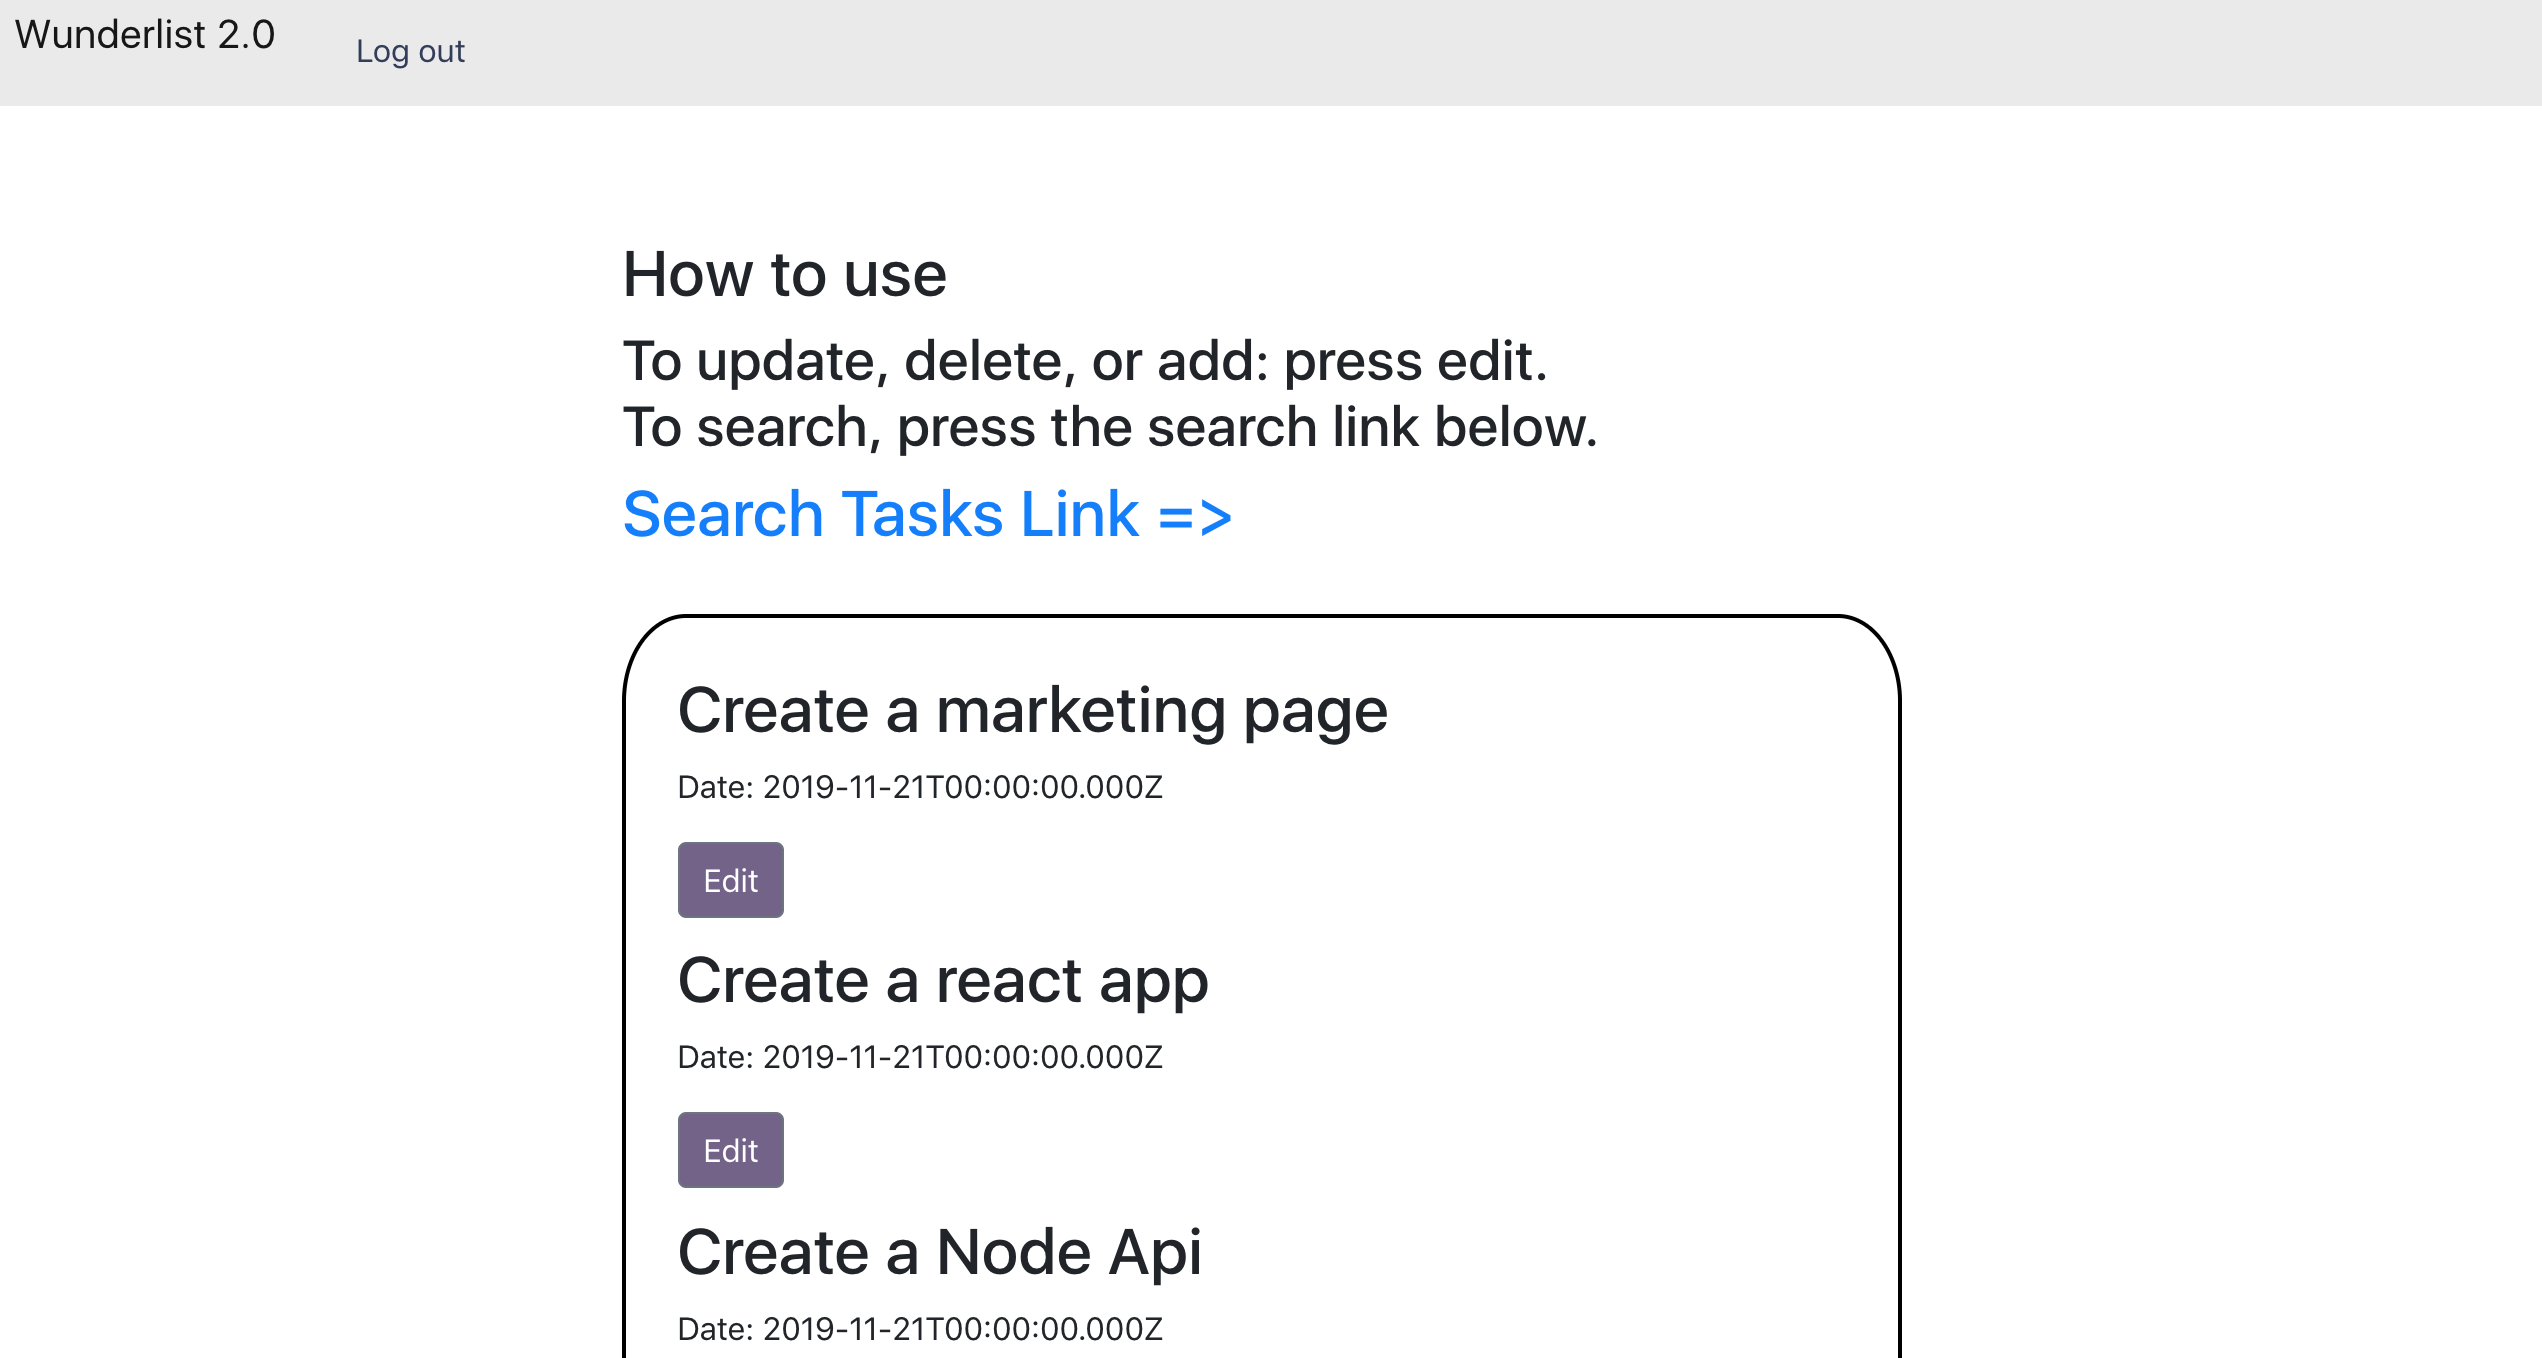 Wunderlist 2.0
Log out
How to use
To update, delete, or add: press edit.
To search, press the search link below.
Search Tasks Link =>
Create a marketing page
Date: 2019-11-21T00:00:00.000Z
Edit
Create a react app
Date: 2019-11-21T00:00:00.000Z
Edit
Create a Node Api
Date: 2019-11-21T00:00:00.000Z